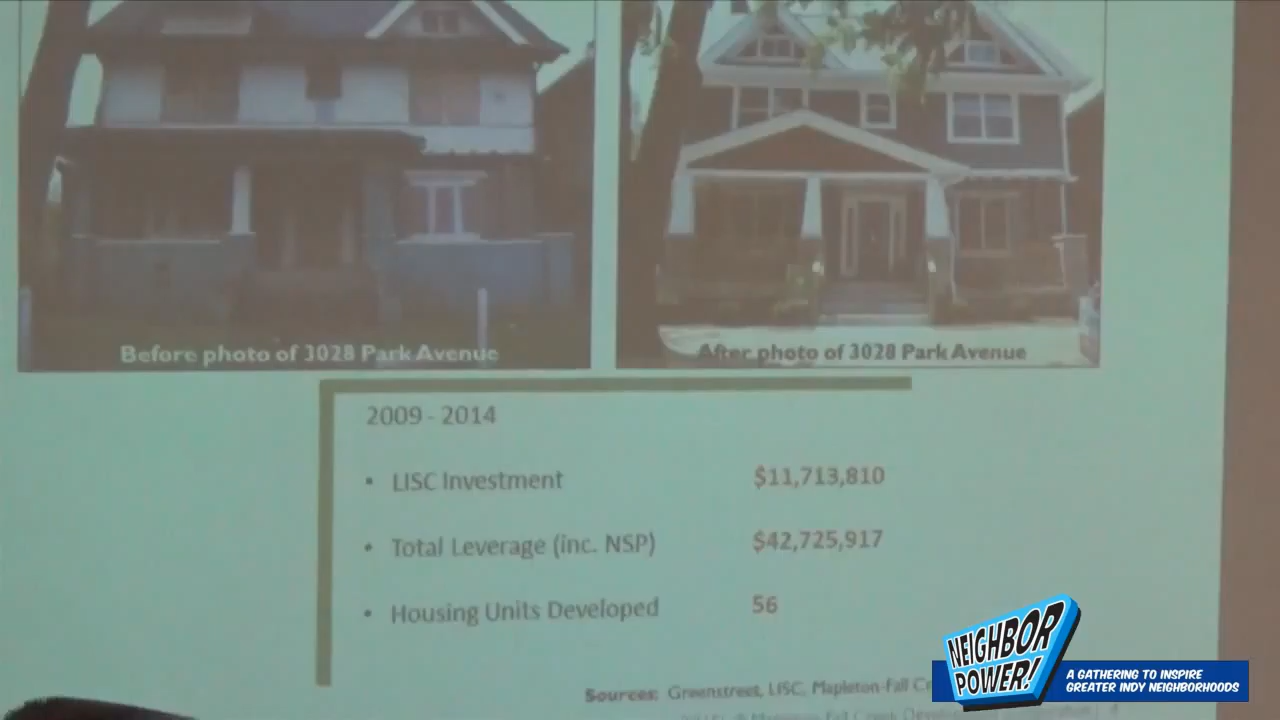 Before photo of 3028 Park Avenue
After photo of 3028 Park Avenue
2009 - 2014
• LISC Investment $11,713,810
• Total Leverage (inc. NSP) $42,725,917
• Housing Units Developed 56
Sources: Greenstreet, LISC, Mapleton-Fall
NEIGHBOR
POWER!
A GATHERING TO INSPIRE
GREATER INDY NEIGHBORHOODS